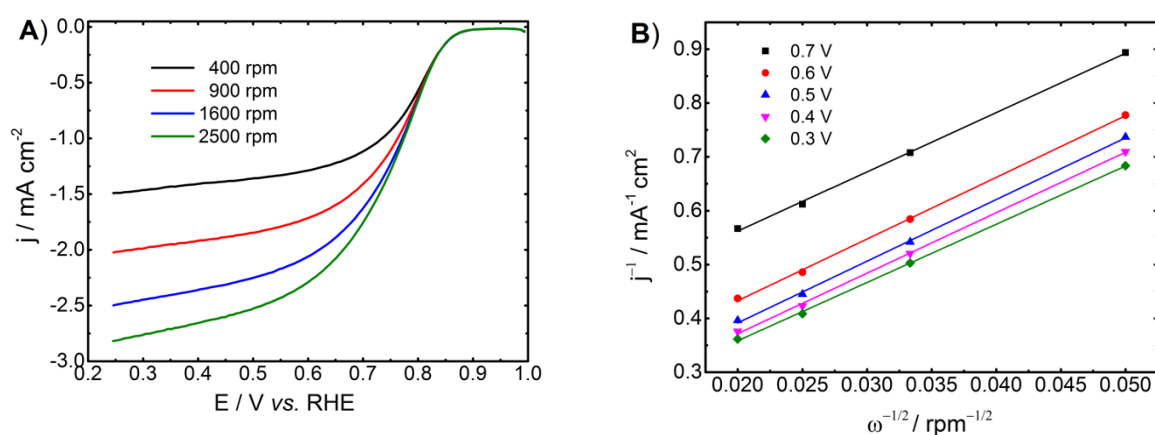 A)
0.0
-0.5
-1.0
-1.5
-2.0
-2.5
-3.0
j / mA cm⁻²
400 rpm
900 rpm
1600 rpm
2500 rpm
0.2 0.3 0.4 0.5 0.6 0.7 0.8 0.9 1.0
E / V vs. RHE
B)
0.9
0.8
0.7
0.6
0.5
0.4
0.3
j⁻¹ / mA⁻¹ cm²
0.7 V
0.6 V
0.5 V
0.4 V
0.3 V
0.020 0.025 0.030 0.035 0.040 0.045 0.050
ω⁻¹/² / rpm⁻¹/²